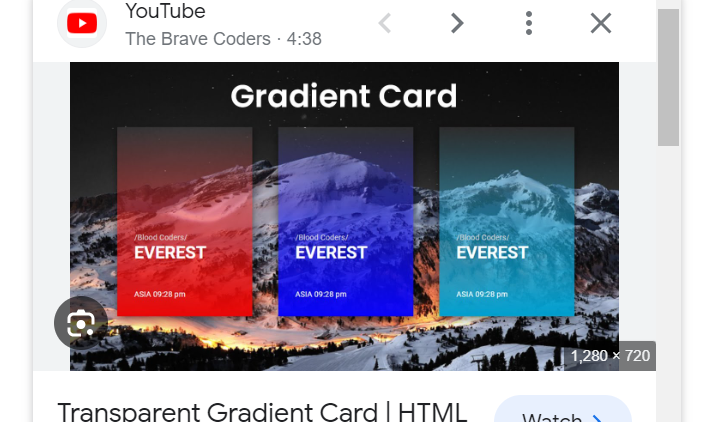 YouTube
The Brave Coders · 4:38
Gradient Card
/Blood Coders/
EVEREST
ASIA 09:28 pm
/Blood Coders/
EVEREST
ASIA 09:28 pm
/Blood Coders/
EVEREST
ASIA 09:28 pm
1,280 × 720
Transparent Gradient Card | HTML
Watch